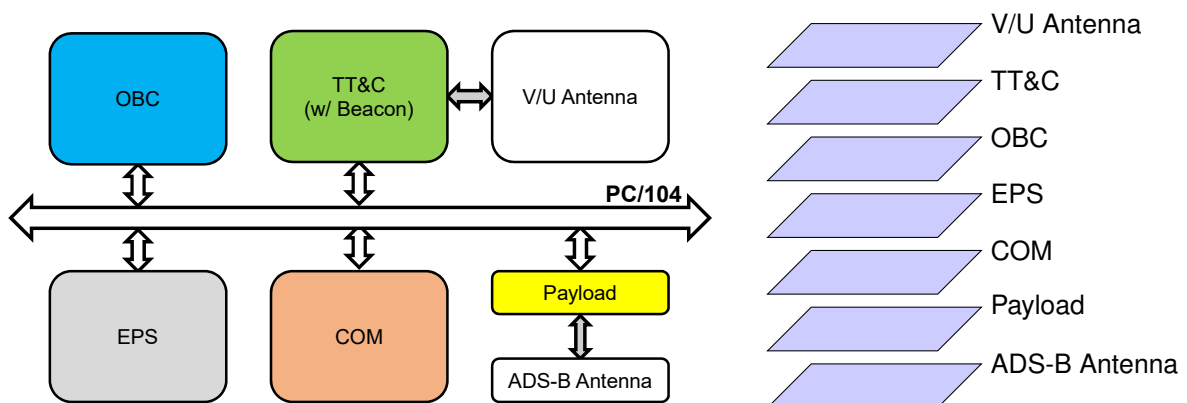 OBC
TT&C
(w/ Beacon)
V/U Antenna
PC/104
EPS
COM
Payload
ADS-B Antenna
V/U Antenna
TT&C
OBC
EPS
COM
Payload
ADS-B Antenna